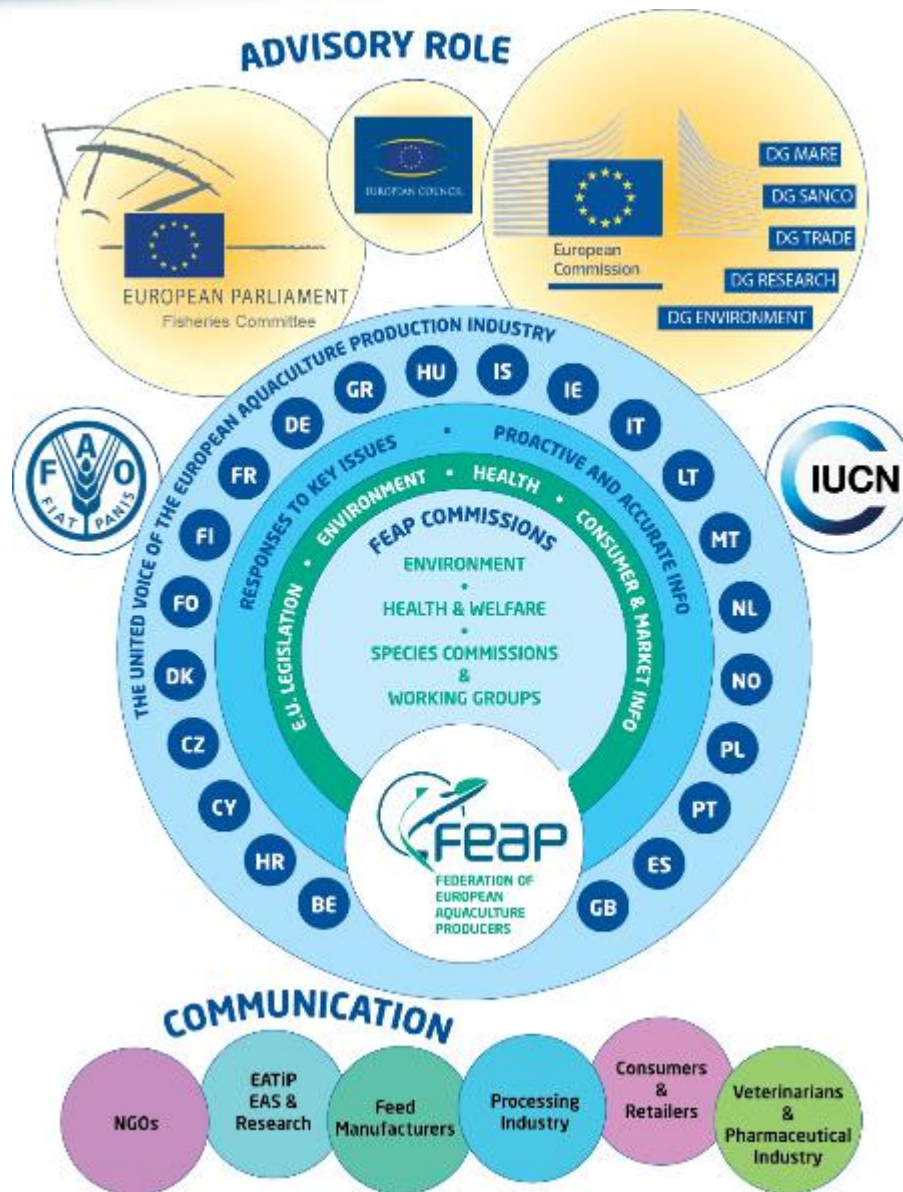 ADVISORY ROLE
EUROPEAN PARLIAMENT
Fisheries Committee
EUROPEAN COUNCIL
European
Commission
DG MARE
DG SANCO
DG TRADE
DG RESEARCH
DG ENVIRONMENT
THE UNITED VOICE OF THE EUROPEAN AQUACULTURE PRODUCTION INDUSTRY
FAO
FIAT PANIS
IUCN
BE
HR
CY
CZ
DK
FO
FI
FR
DE
GR
HU
IS
IE
IT
LT
MT
NL
NO
PL
PT
ES
GB
RESPONSES TO KEY ISSUES • PROACTIVE AND ACCURATE INFO
E.U. LEGISLATION • ENVIRONMENT • HEALTH • CONSUMER & MARKET INFO
FEAP COMMISSIONS
ENVIRONMENT
•
HEALTH & WELFARE
•
SPECIES COMMISSIONS
&
WORKING GROUPS
FEAP
FEDERATION OF
EUROPEAN
AQUACULTURE
PRODUCERS
COMMUNICATION
NGOs
EATiP
EAS &
Research
Feed
Manufacturers
Processing
Industry
Consumers
&
Retailers
Veterinarians
&
Pharmaceutical
Industry